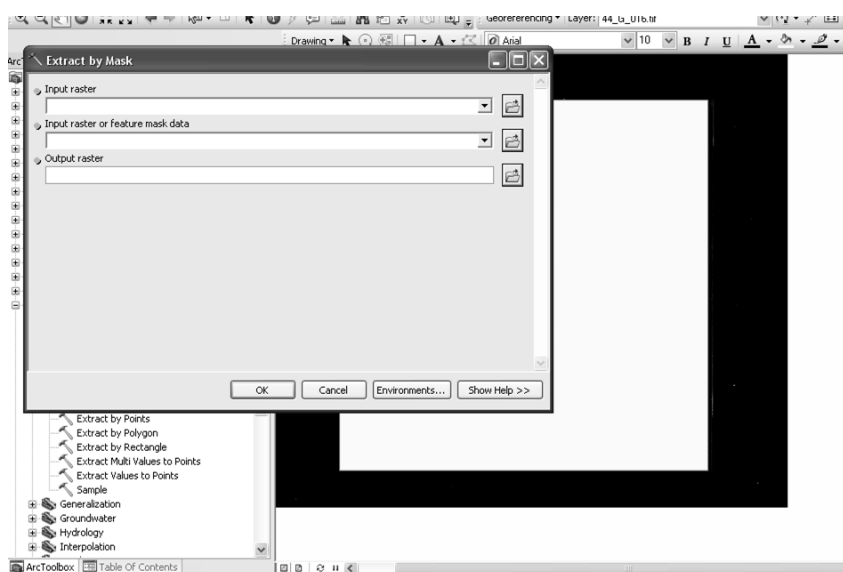 Georeferencing Layer: 44_G_U16.tif
Drawing A Arial 10 B I U A
Extract by Mask
Input raster
Input raster or feature mask data
Output raster
OK Cancel Environments... Show Help >>
Extract by Points
Extract by Polygon
Extract by Rectangle
Extract Multi Values to Points
Extract Values to Points
Sample
Generalization
Groundwater
Hydrology
Interpolation
ArcToolbox Table Of Contents